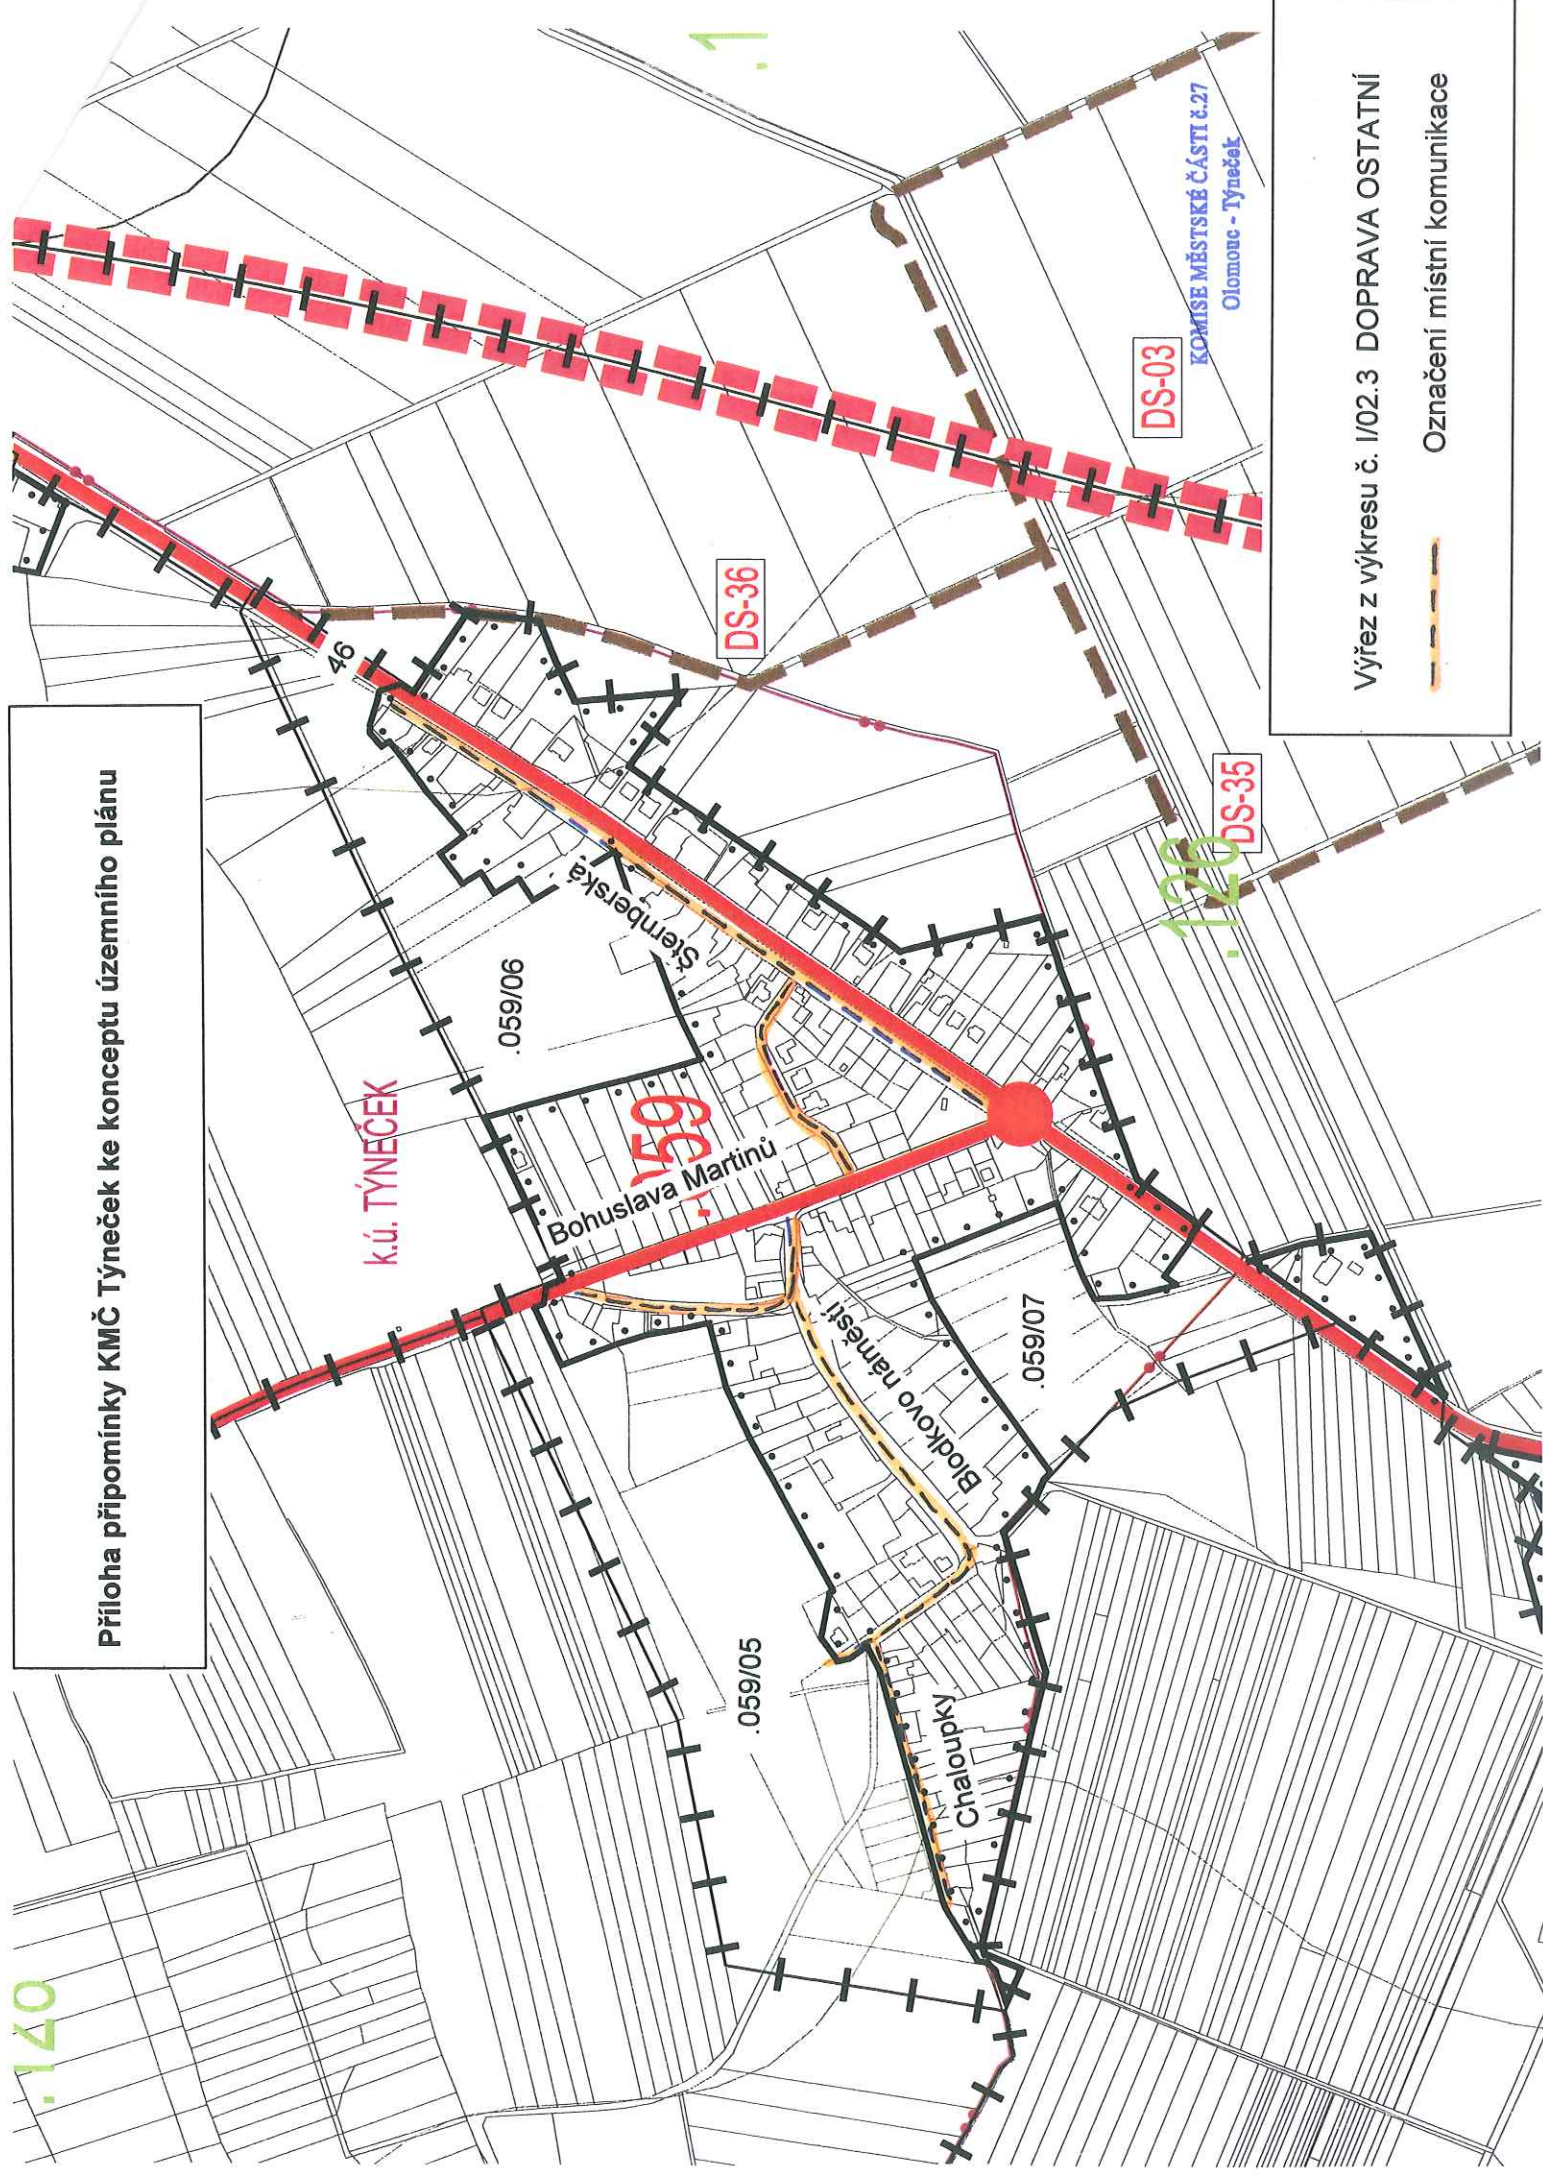 Příloha připomínky KMČ Týneček ke konceptu územního plánu
.140
k.ú. TÝNEČEK
46
.1
.059/06
Šternberská
DS-36
.059
Bohuslava Martinů
.059/05
Blodkovo náměstí
.059/07
Chaloupky
DS-03
KOMISE MĚSTSKÉ ČÁSTI č.27
Olomouc - Týneček
.126
DS-35
Výřez z výkresu č. I/02.3 DOPRAVA OSTATNÍ
Označení místní komunikace